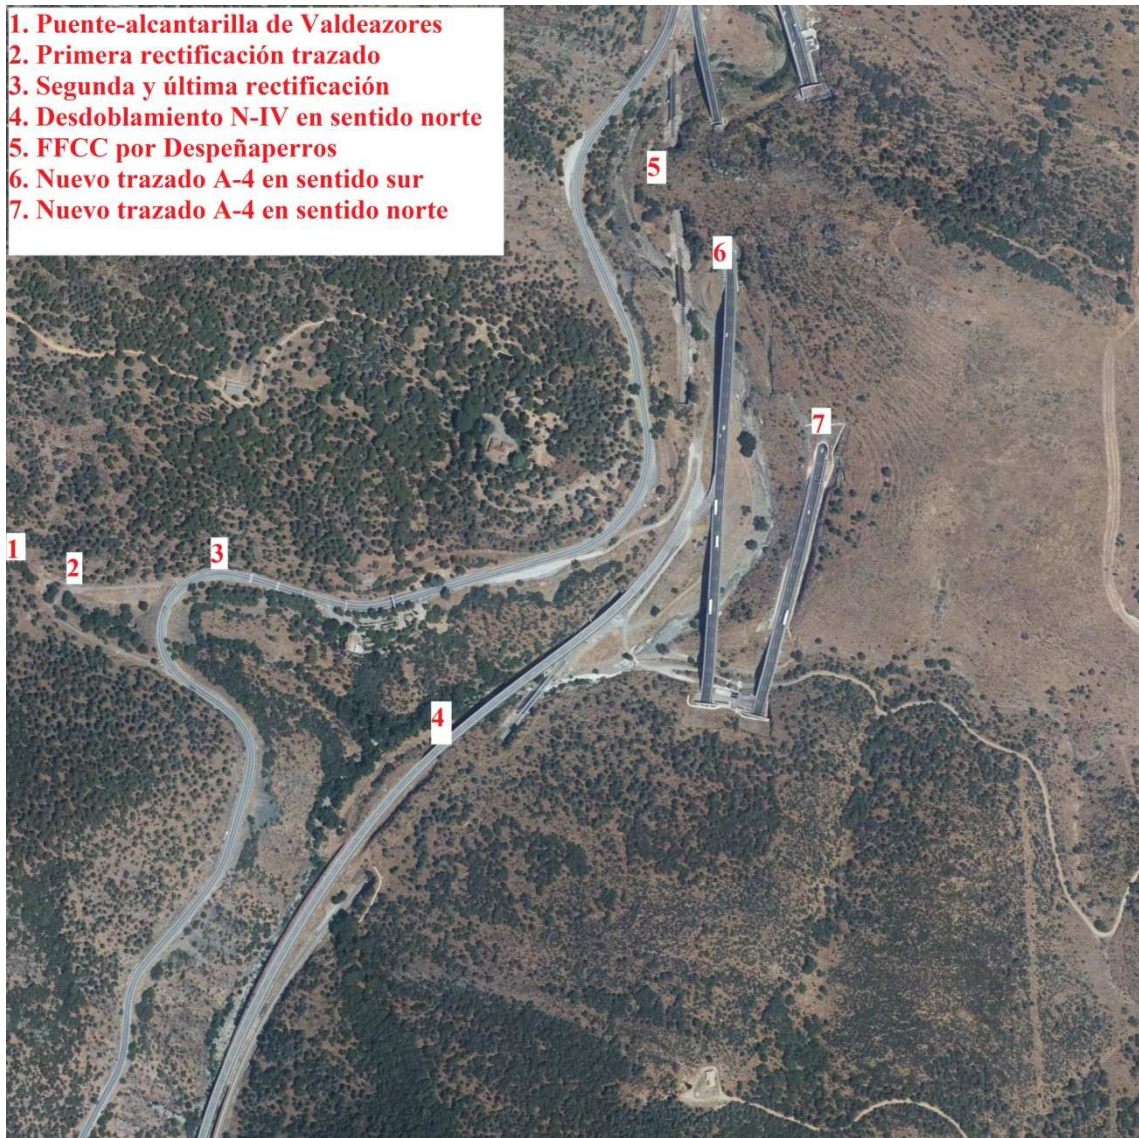 1. Puente-alcantarilla de Valdeazores
2. Primera rectificación trazado
3. Segunda y última rectificación
4. Desdoblamiento N-IV en sentido norte
5. FFCC por Despeñaperros
6. Nuevo trazado A-4 en sentido sur
7. Nuevo trazado A-4 en sentido norte
5
6
7
1
2
3
4